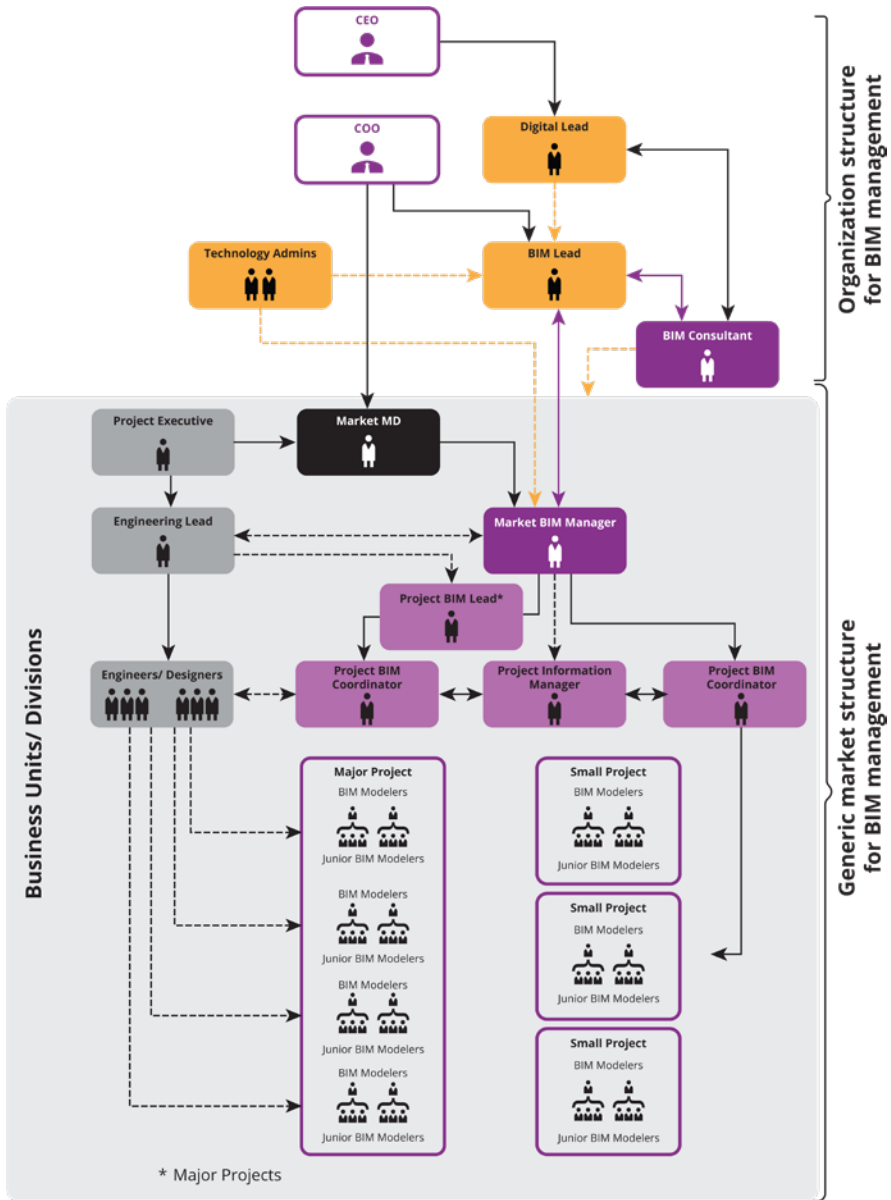 CEO
COO
Digital Lead
Technology Admins
BIM Lead
BIM Consultant
Organization structure
for BIM management
Project Executive
Market MD
Engineering Lead
Market BIM Manager
Project BIM Lead*
Engineers/ Designers
Project BIM
Coordinator
Project Information
Manager
Project BIM
Coordinator
Business Units/ Divisions
Generic market structure
for BIM management
Major Project
BIM Modelers
Junior BIM Modelers
BIM Modelers
Junior BIM Modelers
BIM Modelers
Junior BIM Modelers
BIM Modelers
Junior BIM Modelers
Small Project
BIM Modelers
Junior BIM Modelers
Small Project
BIM Modelers
Junior BIM Modelers
Small Project
BIM Modelers
Junior BIM Modelers
* Major Projects